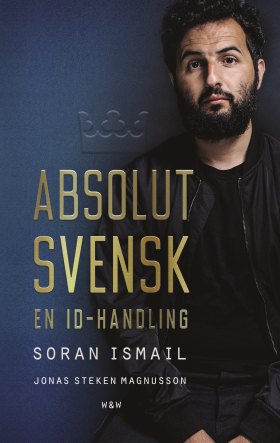 ABSOLUT
SVENSK
EN ID-HANDLING
SORAN ISMAIL
JONAS STEKEN MAGNUSSON
W&W